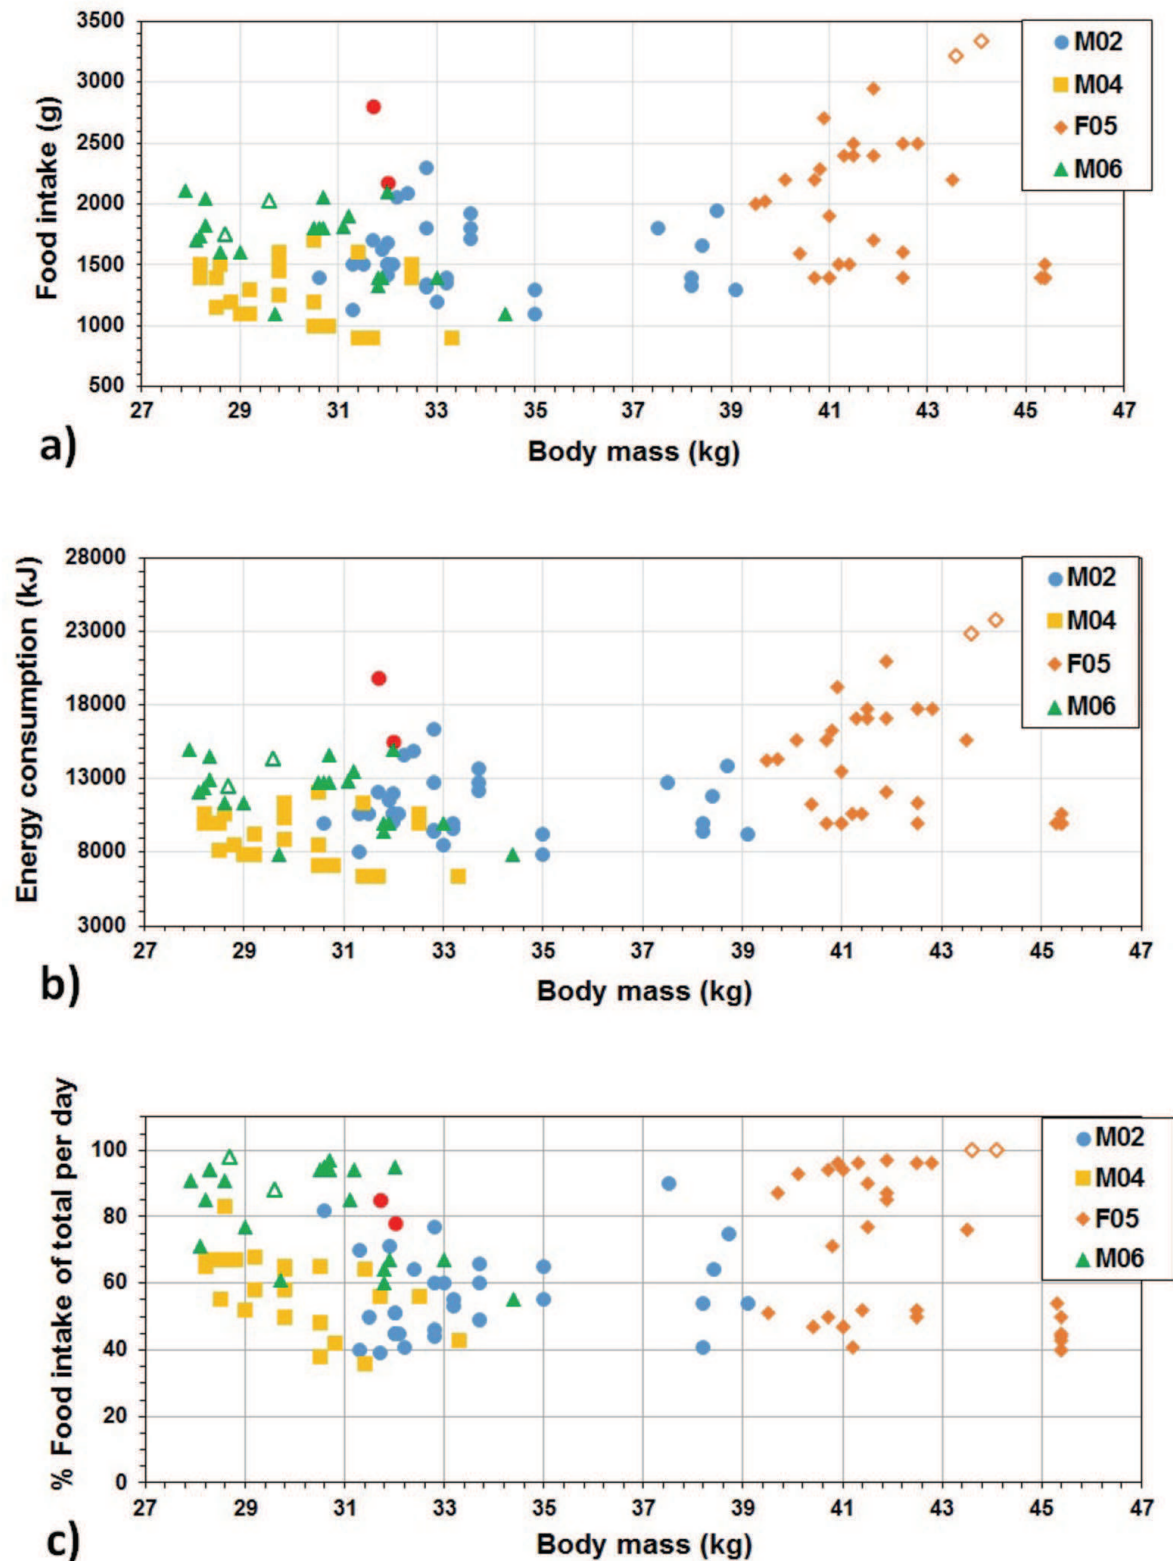 3500
3000
2500
2000
1500
1000
500
Food intake (g)
M02
M04
F05
M06
27 29 31 33 35 37 39 41 43 45 47
Body mass (kg)
a)
28000
23000
18000
13000
8000
3000
Energy consumption (kJ)
M02
M04
F05
M06
27 29 31 33 35 37 39 41 43 45 47
Body mass (kg)
b)
100
80
60
40
20
0
% Food intake of total per day
M02
M04
F05
M06
27 29 31 33 35 37 39 41 43 45 47
Body mass (kg)
c)